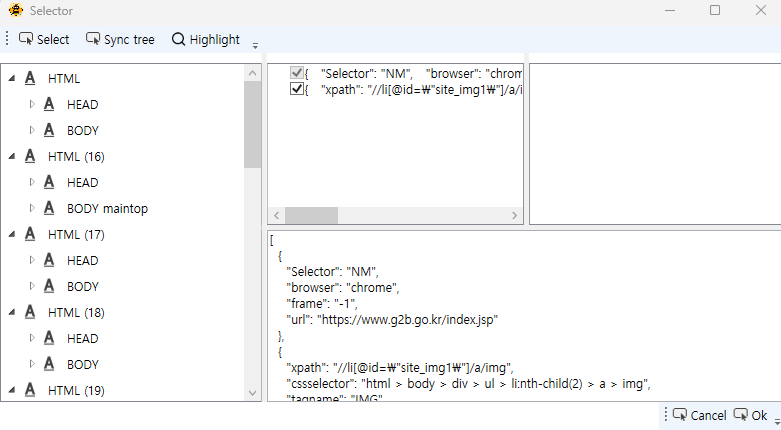 Selector
Select Sync tree Highlight
HTML
HEAD
BODY
HTML (16)
HEAD
BODY maintop
HTML (17)
HEAD
BODY
HTML (18)
HEAD
BODY
HTML (19)
{ "Selector": "NM", "browser": "chrom
{ "xpath": "//li[@id=₩"site_img1₩"]/a/i
[
{
"Selector": "NM",
"browser": "chrome",
"frame": "-1",
"url": "https://www.g2b.go.kr/index.jsp"
},
{
"xpath": "//li[@id=₩"site_img1₩"]/a/img",
"cssselector": "html > body > div > ul > li:nth-child(2) > a > img",
"tagname": "IMG"
Cancel Ok